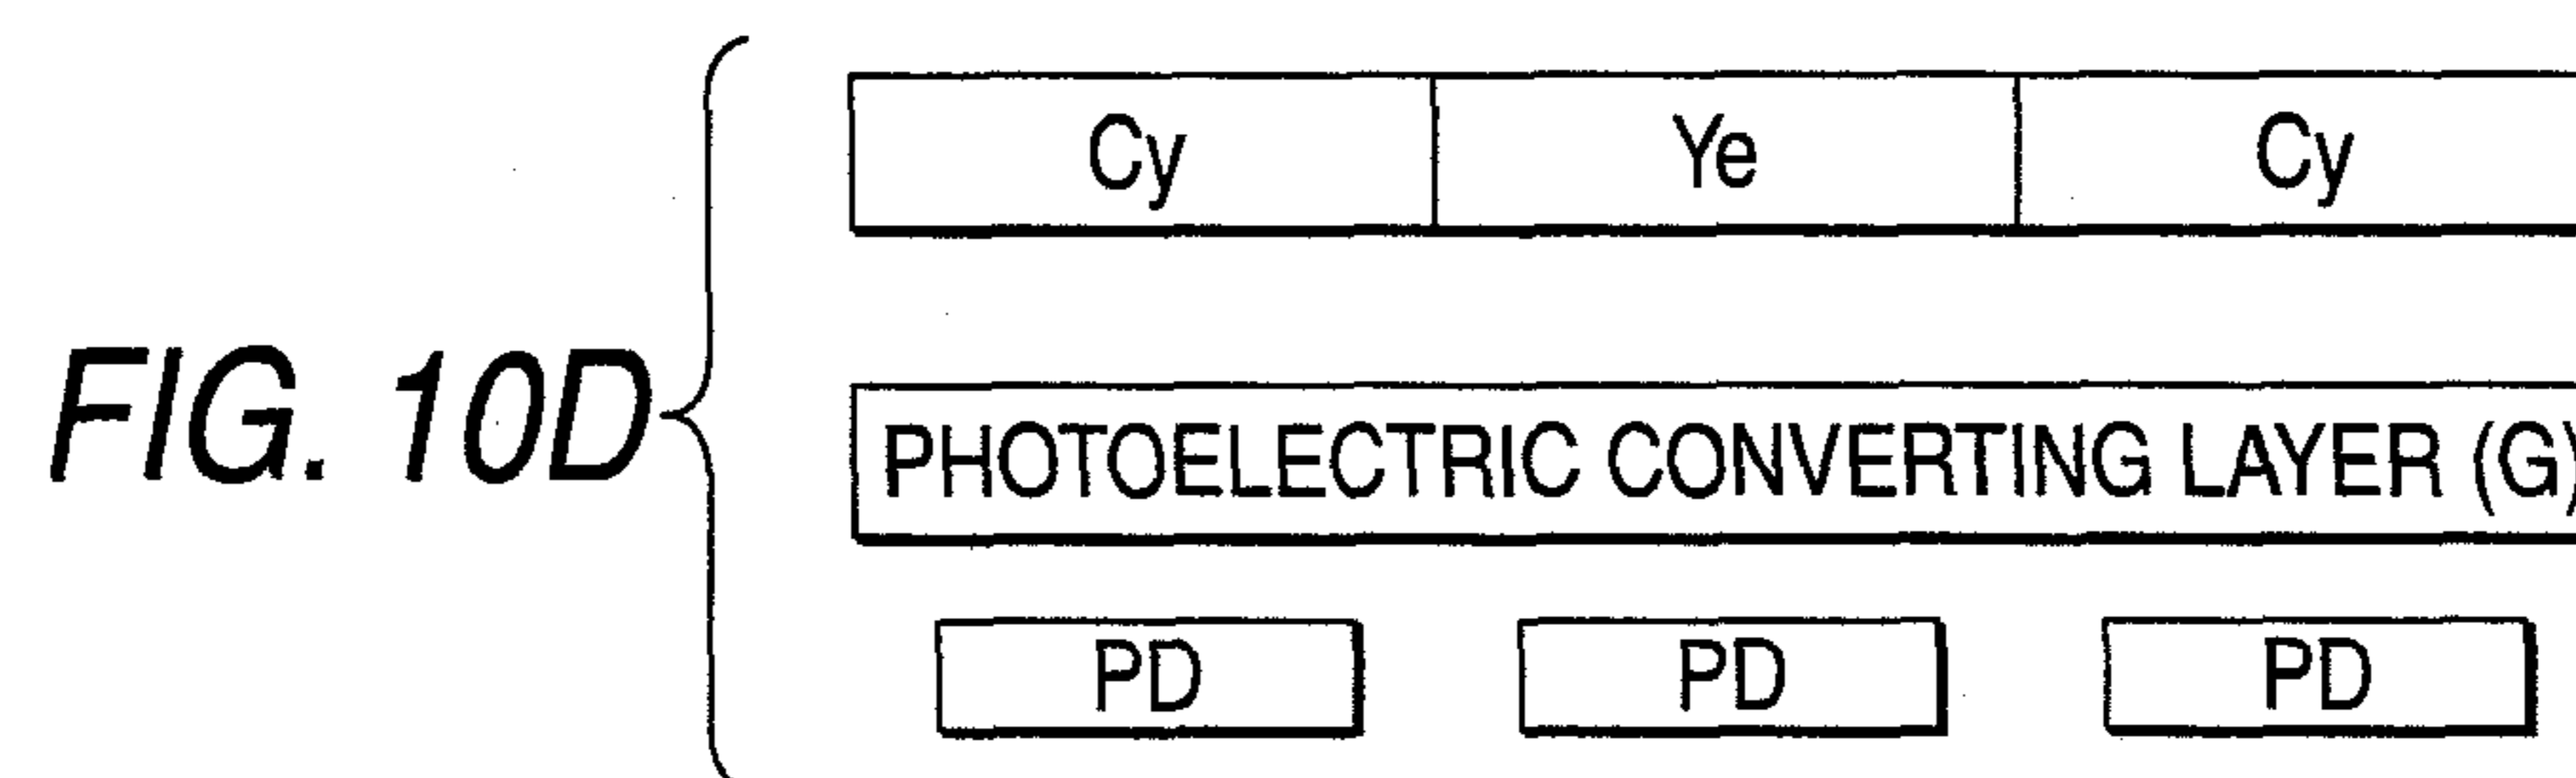 Cy Ye Cy
FIG. 10D
PHOTOELECTRIC CONVERTING LAYER (G)
PD PD PD